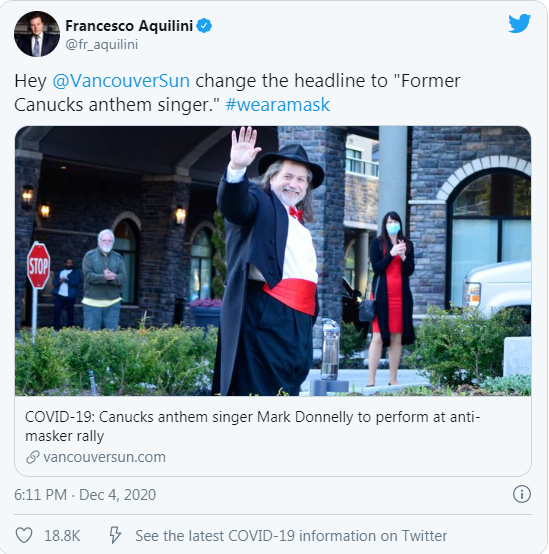 Francesco Aquilini
@fr_aquilini
Hey @VancouverSun change the headline to "Former
Canucks anthem singer." #wearamask
STOP
COVID-19: Canucks anthem singer Mark Donnelly to perform at anti-
masker rally
vancouversun.com
6:11 PM · Dec 4, 2020
18.8K See the latest COVID-19 information on Twitter